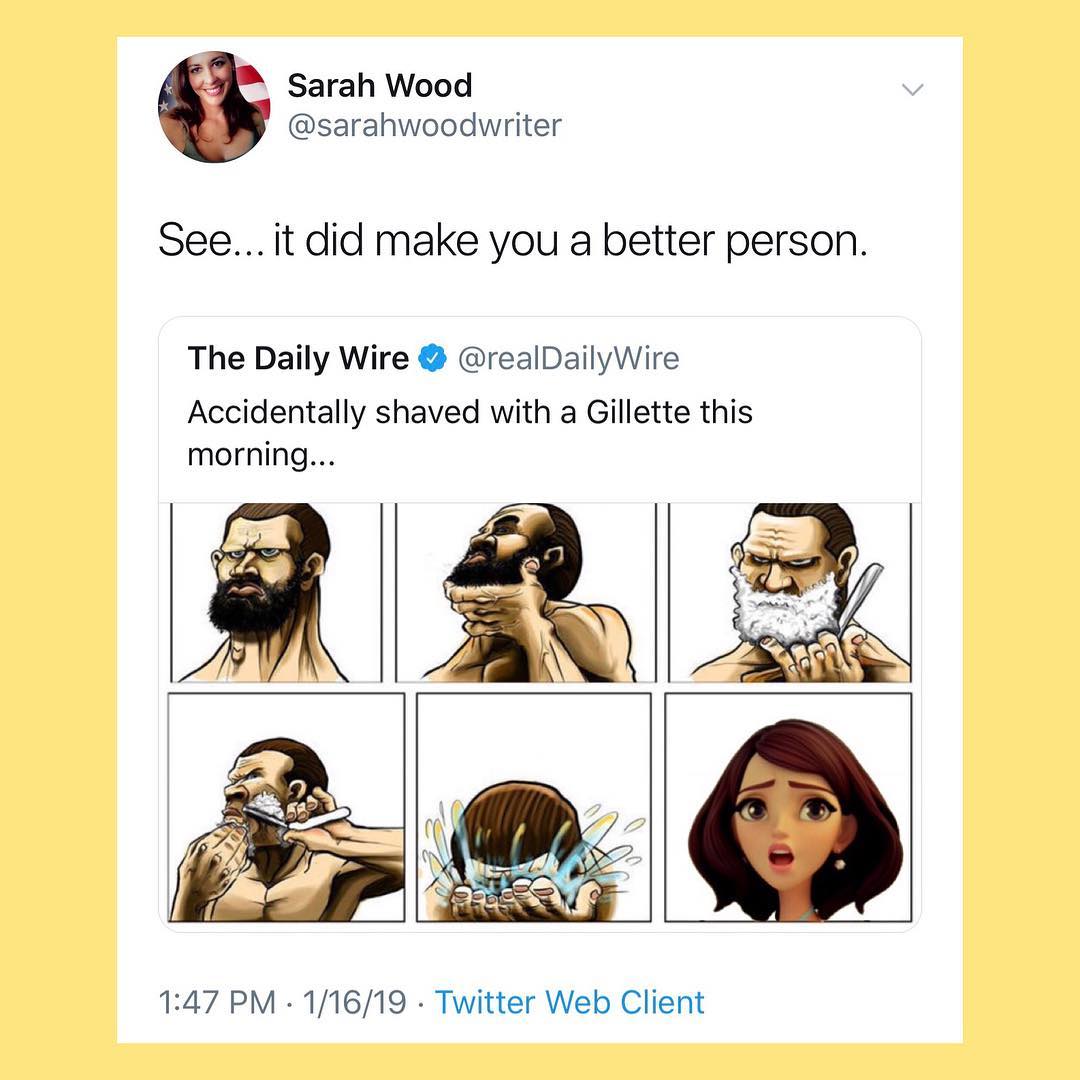 Sarah Wood
@sarahwoodwriter
See... it did make you a better person.
The Daily Wire @realDailyWire
Accidentally shaved with a Gillette this
morning...
1:47 PM · 1/16/19 · Twitter Web Client